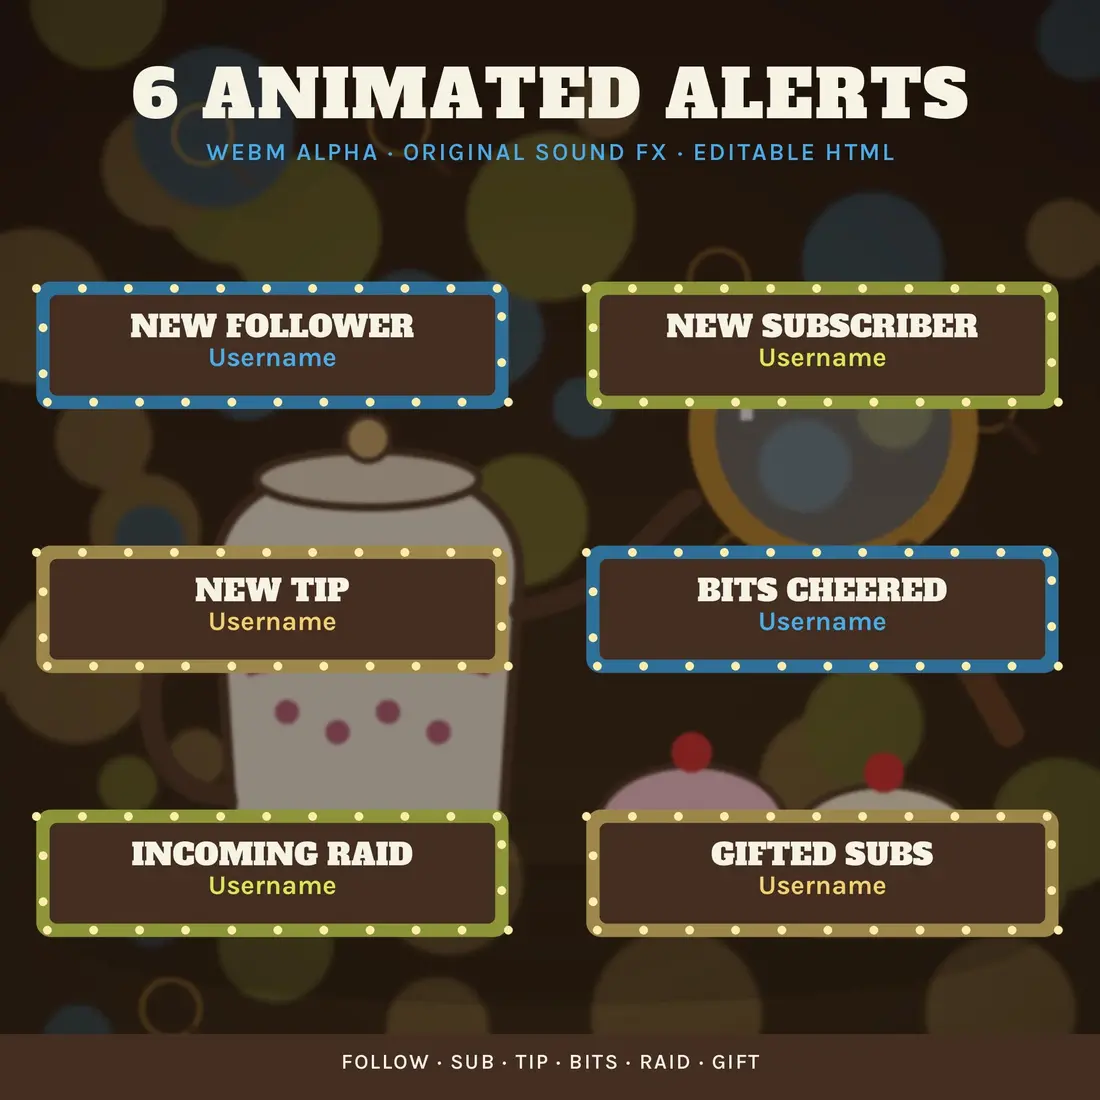 6 ANIMATED ALERTS
WEBM ALPHA · ORIGINAL SOUND FX · EDITABLE HTML
NEW FOLLOWER
Username
NEW SUBSCRIBER
Username
NEW TIP
Username
BITS CHEERED
Username
INCOMING RAID
Username
GIFTED SUBS
Username
FOLLOW · SUB · TIP · BITS · RAID · GIFT